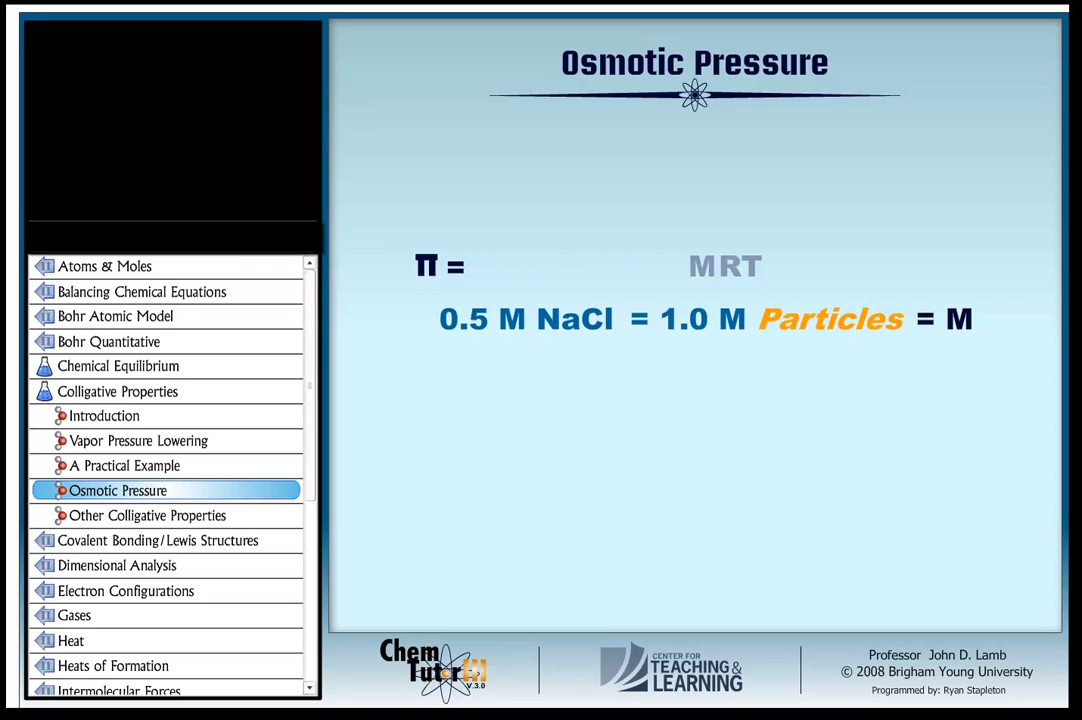 Osmotic Pressure
π = MRT
0.5 M NaCl = 1.0 M Particles = M
Atoms & Moles
Balancing Chemical Equations
Bohr Atomic Model
Bohr Quantitative
Chemical Equilibrium
Colligative Properties
Introduction
Vapor Pressure Lowering
A Practical Example
Osmotic Pressure
Other Colligative Properties
Covalent Bonding/Lewis Structures
Dimensional Analysis
Electron Configurations
Gases
Heat
Heats of Formation
Intermolecular Forces
Chem
Tutor III
V.3.0
CENTER FOR
TEACHING &
LEARNING
Professor John D. Lamb
© 2008 Brigham Young University
Programmed by: Ryan Stapleton